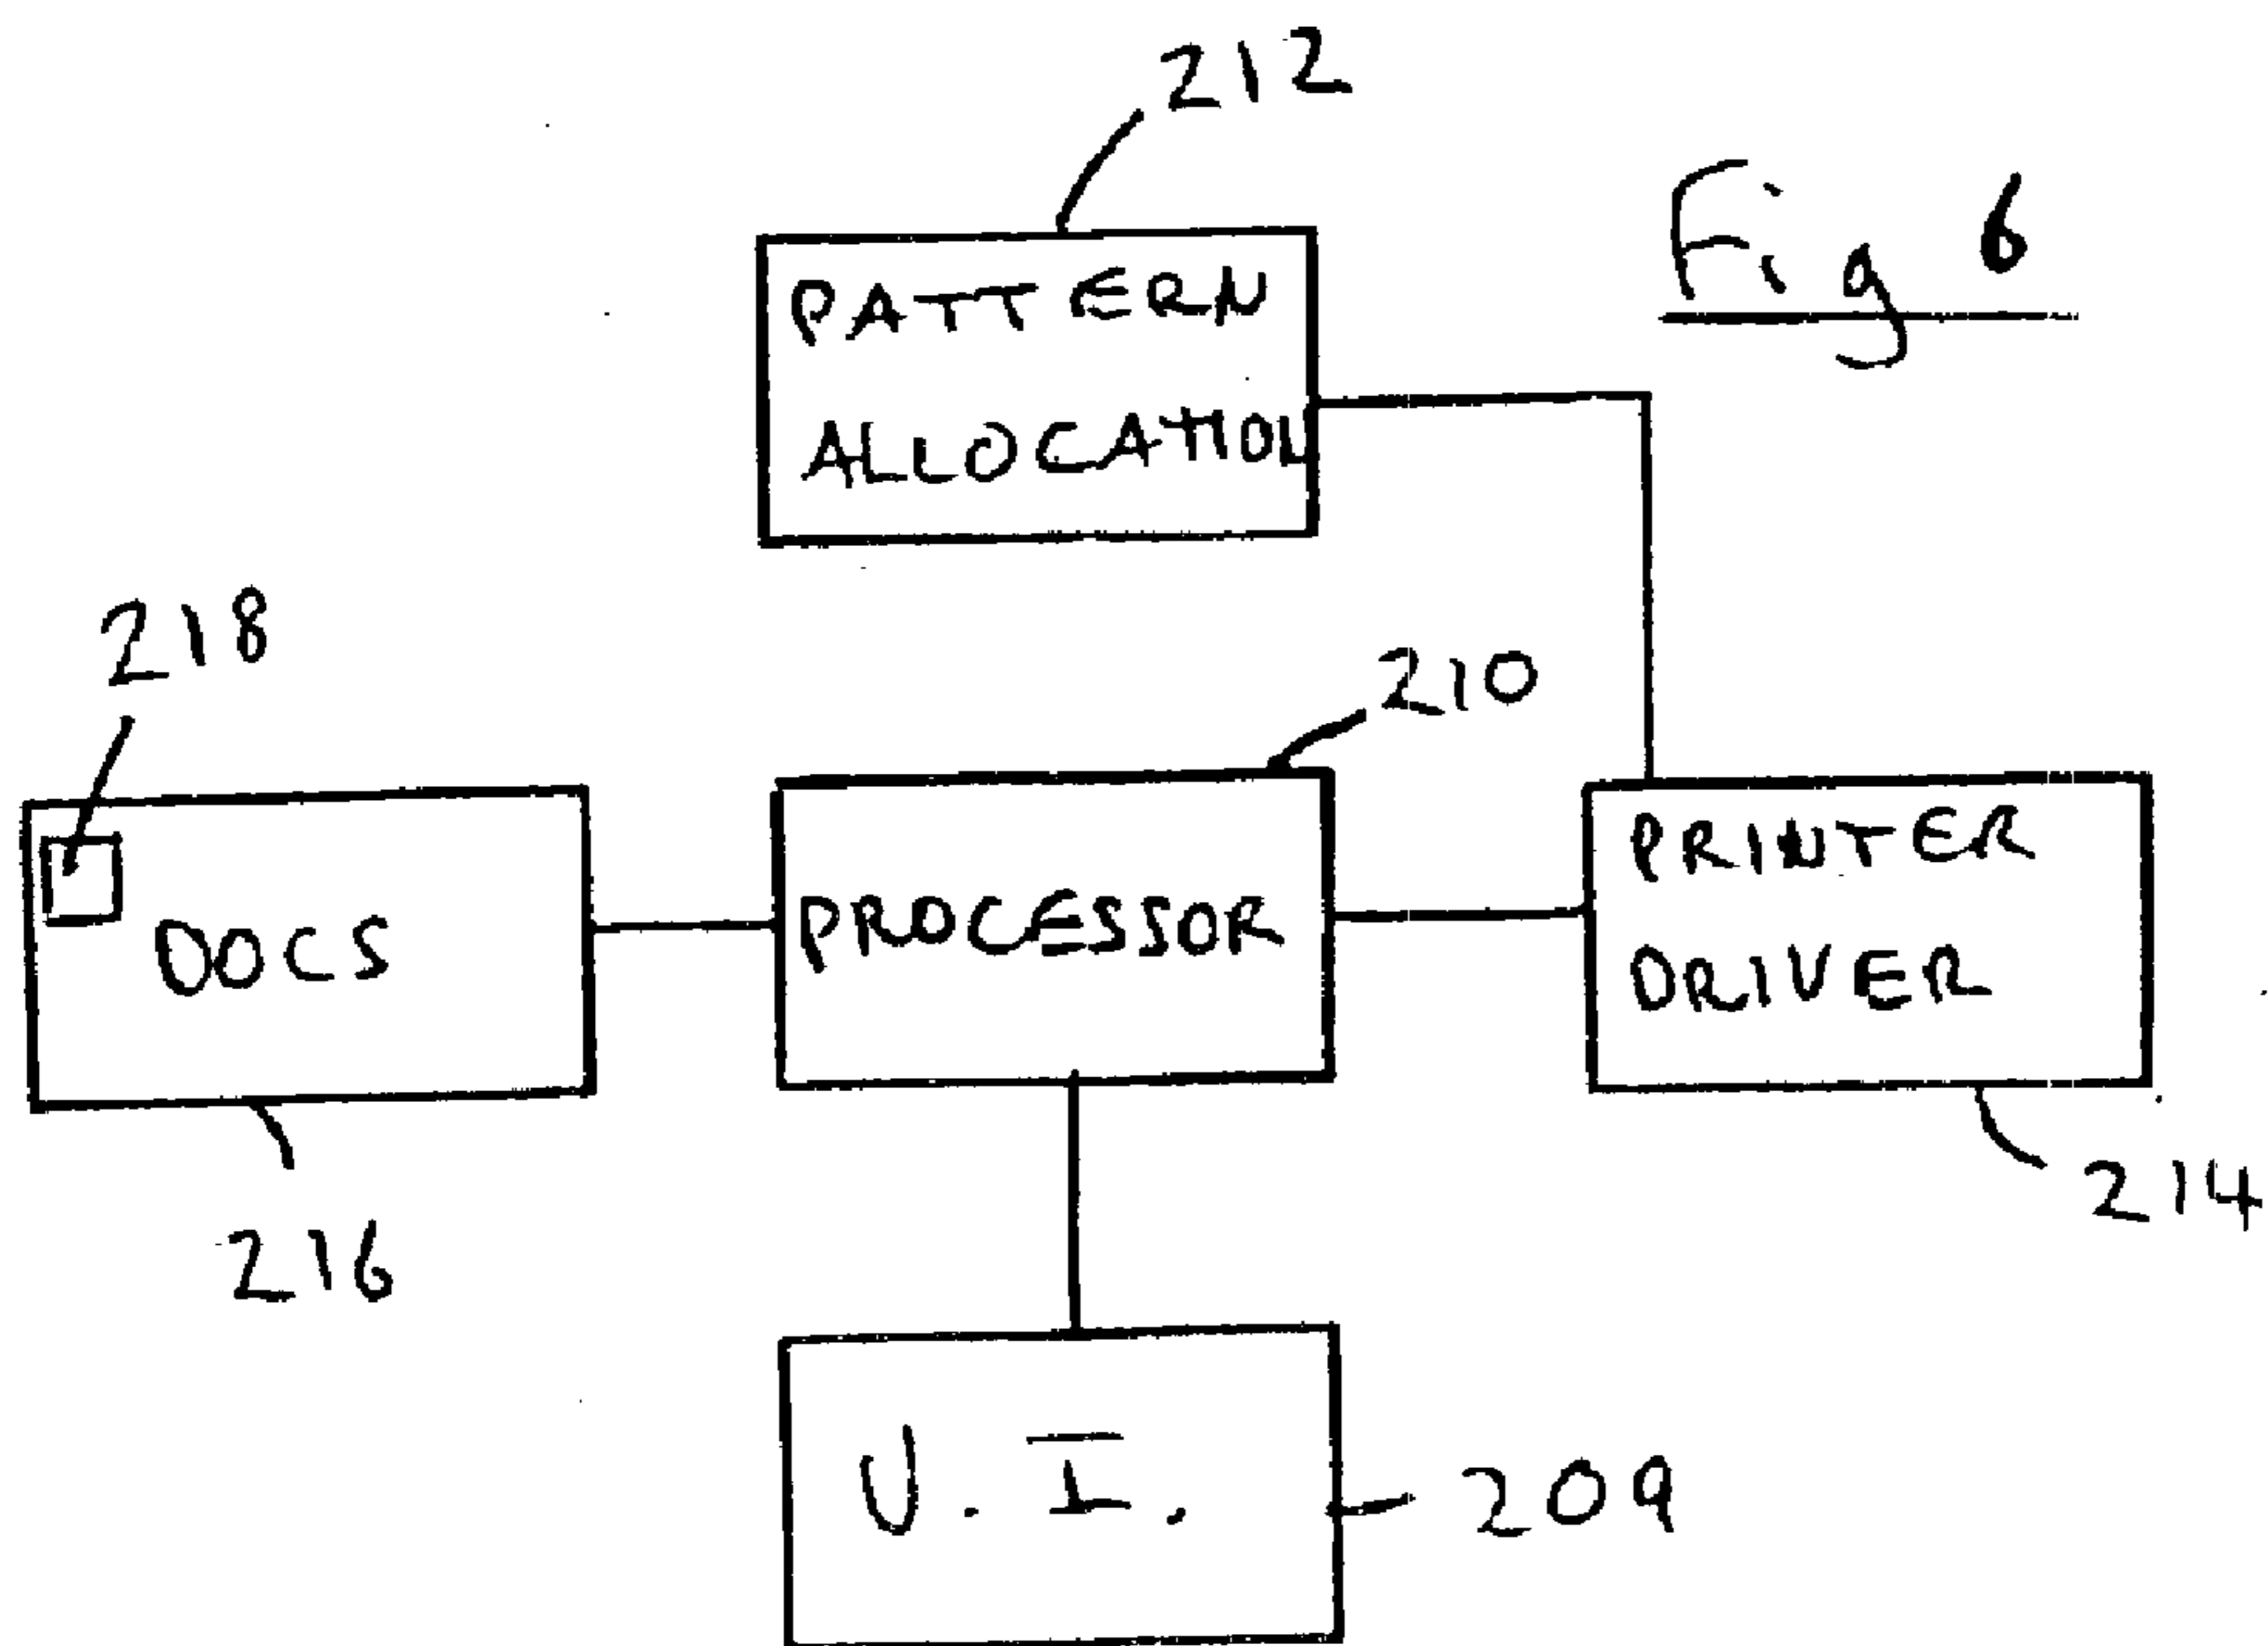 212
Fig 6
PATTERN
ALLOCATION
218
210
PRINTER
DOCS
PROCESSOR
DRIVER
214
216
U.I.
209